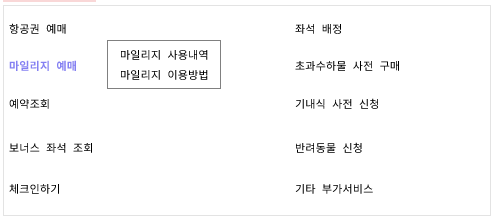 항공권 예매
마일리지 예매
마일리지 사용내역
마일리지 이용방법
예약조회
보너스 좌석 조회
체크인하기
좌석 배정
초과수하물 사전 구매
기내식 사전 신청
반려동물 신청
기타 부가서비스